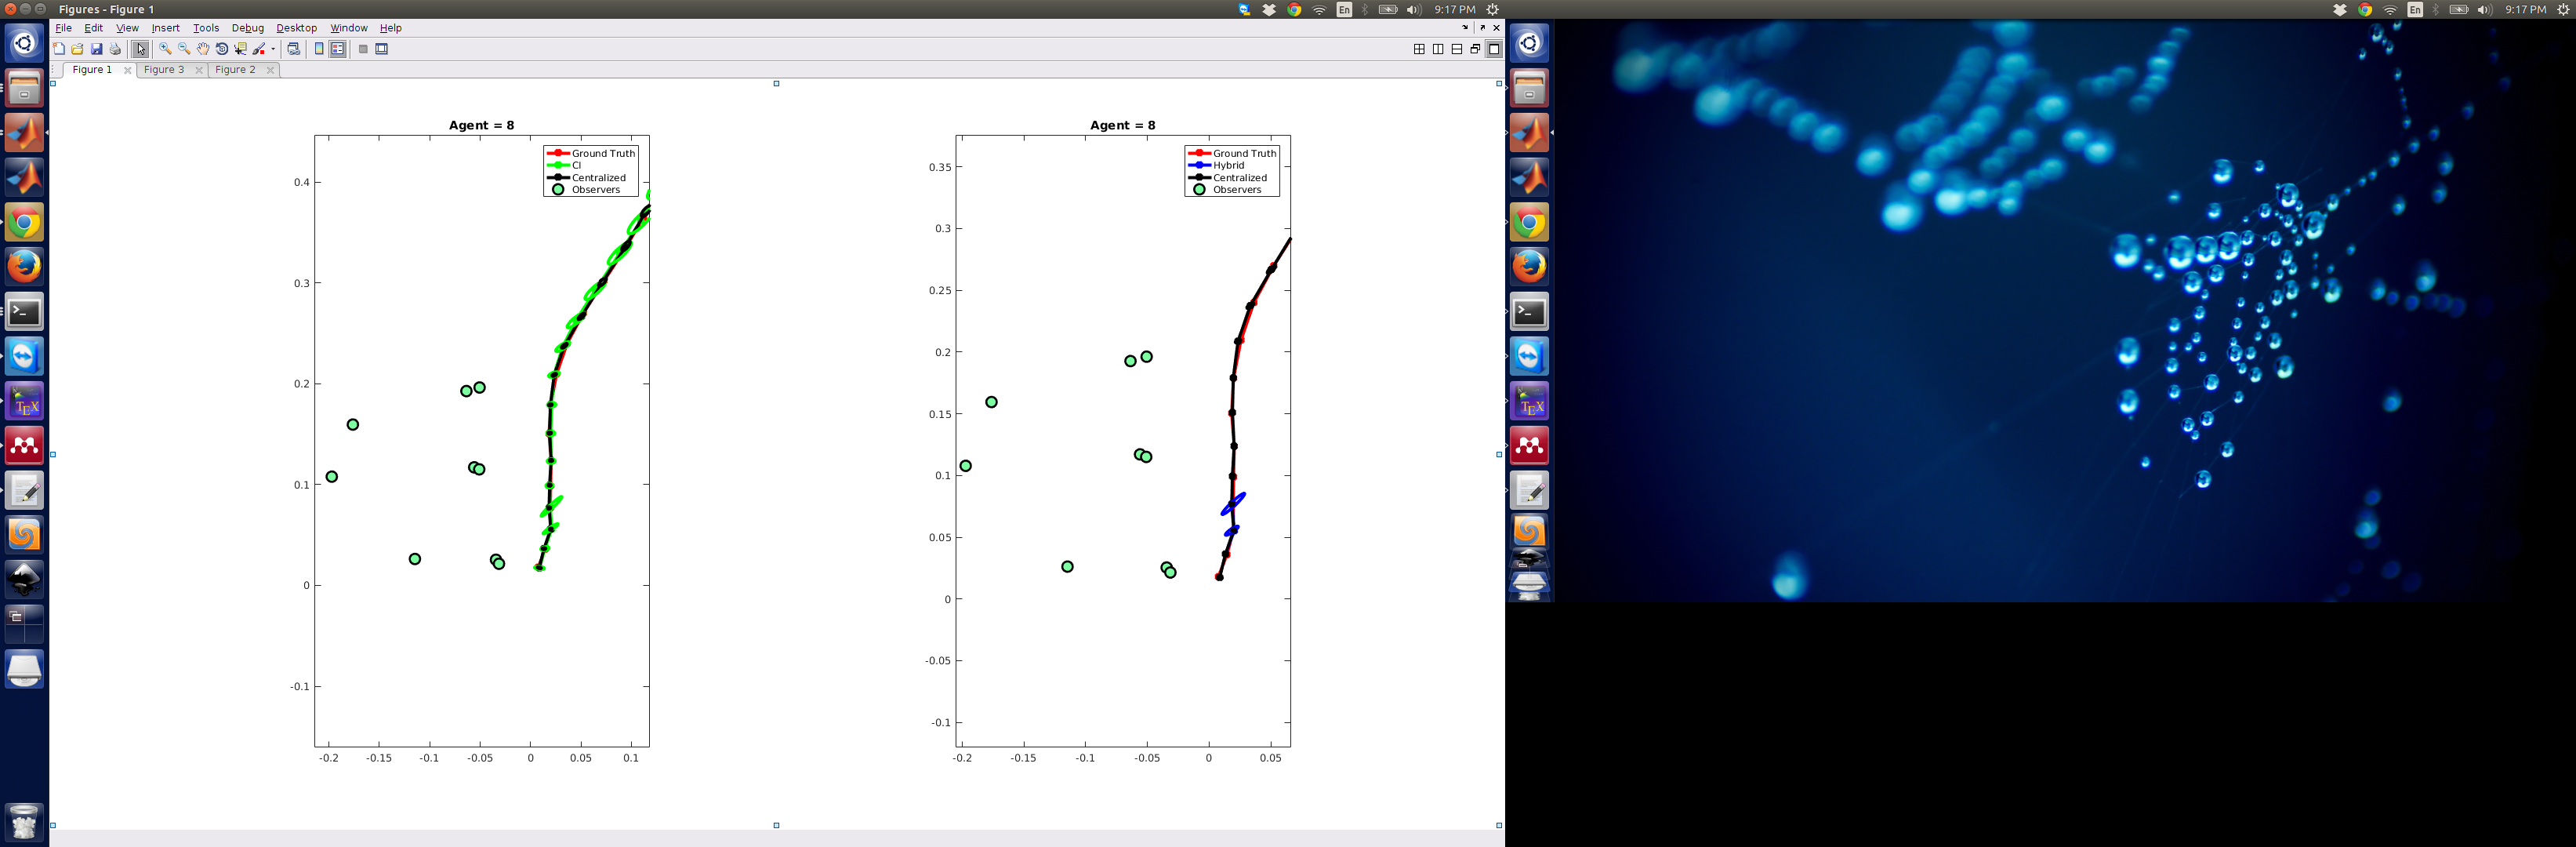 Figures - Figure 1
En
9:17 PM
En
9:17 PM
File Edit View Insert Tools Debug Desktop Window Help
Figure 1
Figure 3
Figure 2
Agent = 8
Ground Truth
CI
Centralized
Observers
0.4
0.3
0.2
0.1
0
-0.1
-0.2 -0.15 -0.1 -0.05 0 0.05 0.1
Agent = 8
Ground Truth
Hybrid
Centralized
Observers
0.35
0.3
0.25
0.2
0.15
0.1
0.05
0
-0.05
-0.1
-0.2 -0.15 -0.1 -0.05 0 0.05
TEX
TEX